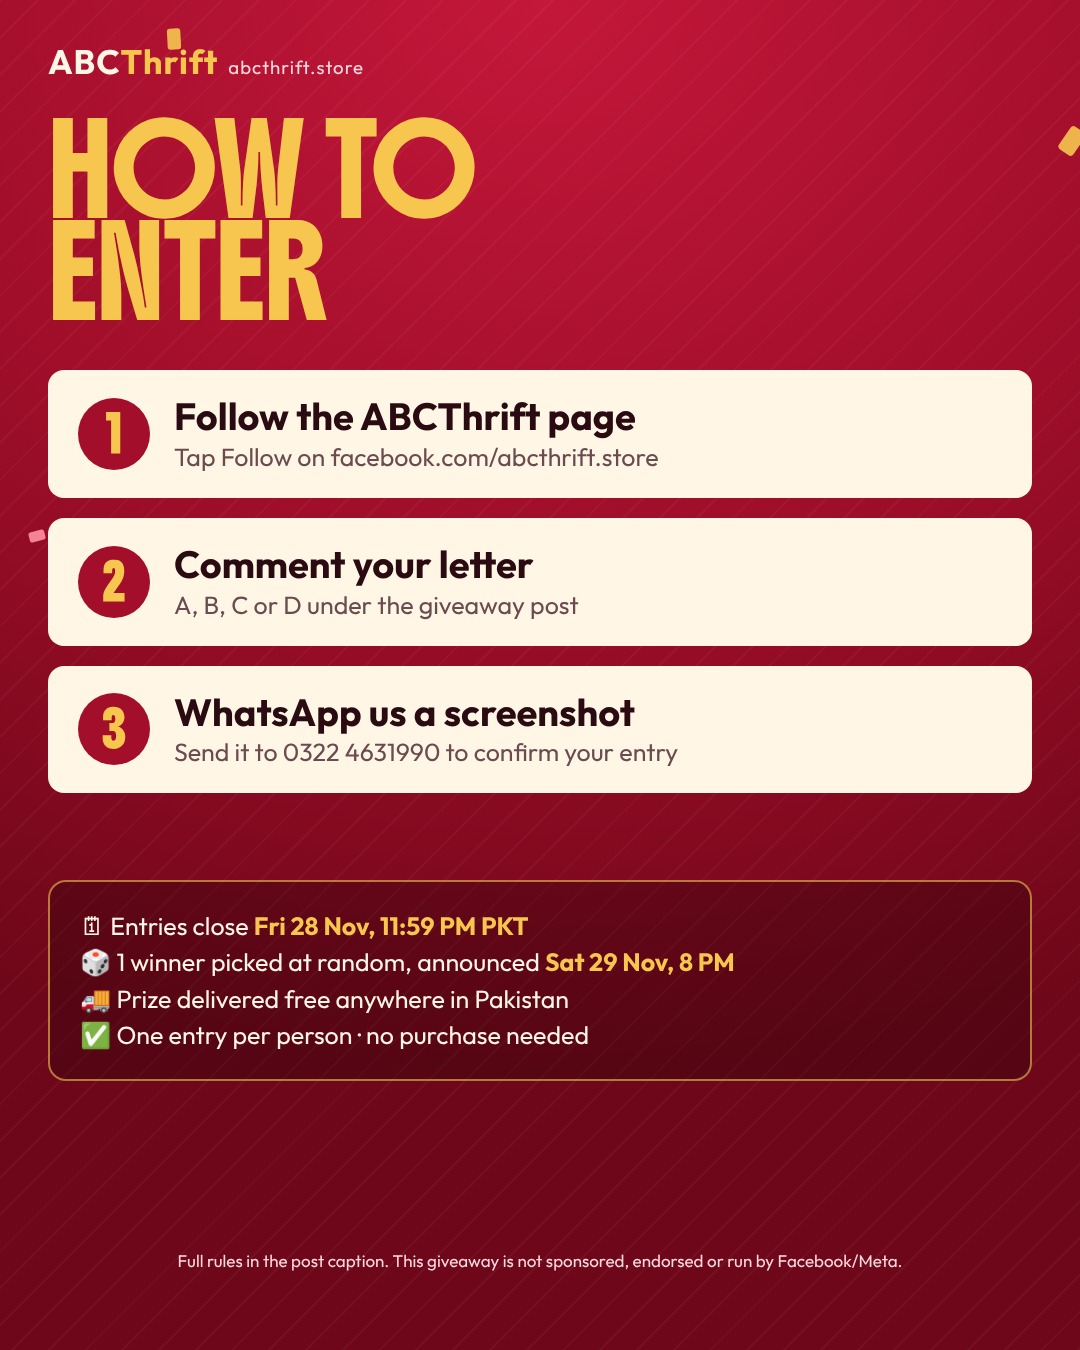 ABCThrift abcthrift.store
HOW TO
ENTER
1
Follow the ABCThrift page
Tap Follow on facebook.com/abcthrift.store
2
Comment your letter
A, B, C or D under the giveaway post
3
WhatsApp us a screenshot
Send it to 0322 4631990 to confirm your entry
🗓 Entries close Fri 28 Nov, 11:59 PM PKT
🎲 1 winner picked at random, announced Sat 29 Nov, 8 PM
🚚 Prize delivered free anywhere in Pakistan
✅ One entry per person · no purchase needed
Full rules in the post caption. This giveaway is not sponsored, endorsed or run by Facebook/Meta.